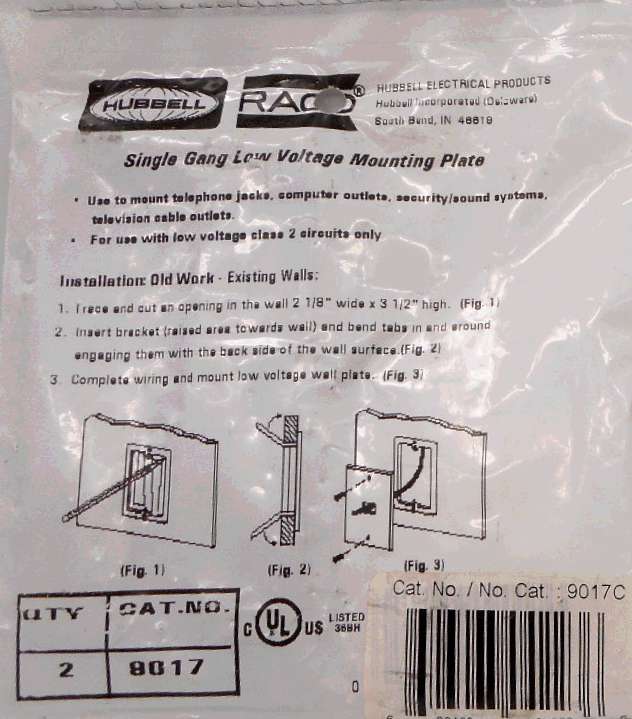 HUBBELL
RACO®
HUBBELL ELECTRICAL PRODUCTS
Hubbell Incorporated (Delaware)
South Bend, IN 46619
Single Gang Low Voltage Mounting Plate
• Use to mount telephone jacks, computer outlets, security/sound systems,
television cable outlets.
• For use with low voltage class 2 circuits only
Installation: Old Work - Existing Walls:
1. Trace and cut an opening in the wall 2 1/8" wide x 3 1/2" high. (Fig. 1)
2. Insert bracket (raised area towards wall) and bend tabs in and around
engaging them with the back side of the wall surface.(Fig. 2)
3. Complete wiring and mount low voltage wall plate. (Fig. 3)
(Fig. 1)
(Fig. 2)
(Fig. 3)
Cat. No. / No. Cat. : 9017C
QTY CAT.NO.
2 9017
C UL US LISTED
36BH
0